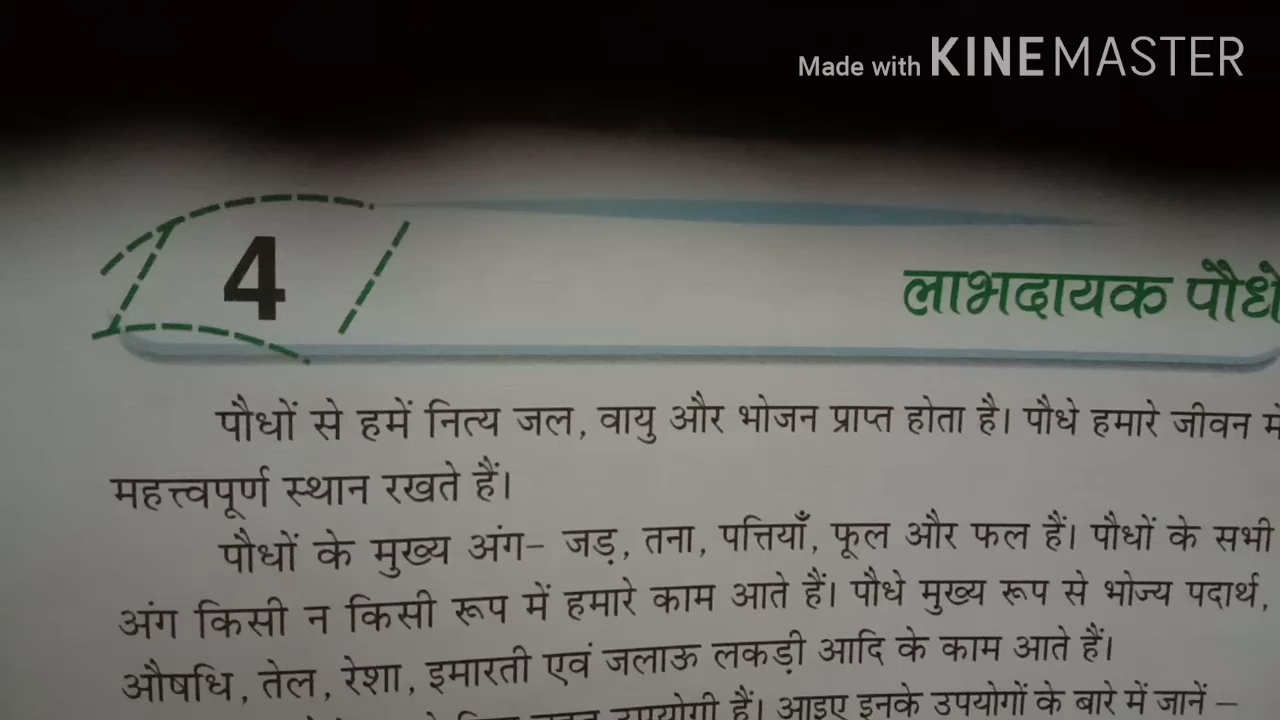 Made with KINEMASTER
4
लाभदायक पौधे
पौधों से हमें नित्य जल, वायु और भोजन प्राप्त होता है। पौधे हमारे जीवन में
महत्त्वपूर्ण स्थान रखते हैं।
पौधों के मुख्य अंग– जड़, तना, पत्तियाँ, फूल और फल हैं। पौधों के सभी
अंग किसी न किसी रूप में हमारे काम आते हैं। पौधे मुख्य रूप से भोज्य पदार्थ,
औषधि, तेल, रेशा, इमारती एवं जलाऊ लकड़ी आदि के काम आते हैं।
उपयोगी हैं। आइए इनके उपयोगों के बारे में जानें –